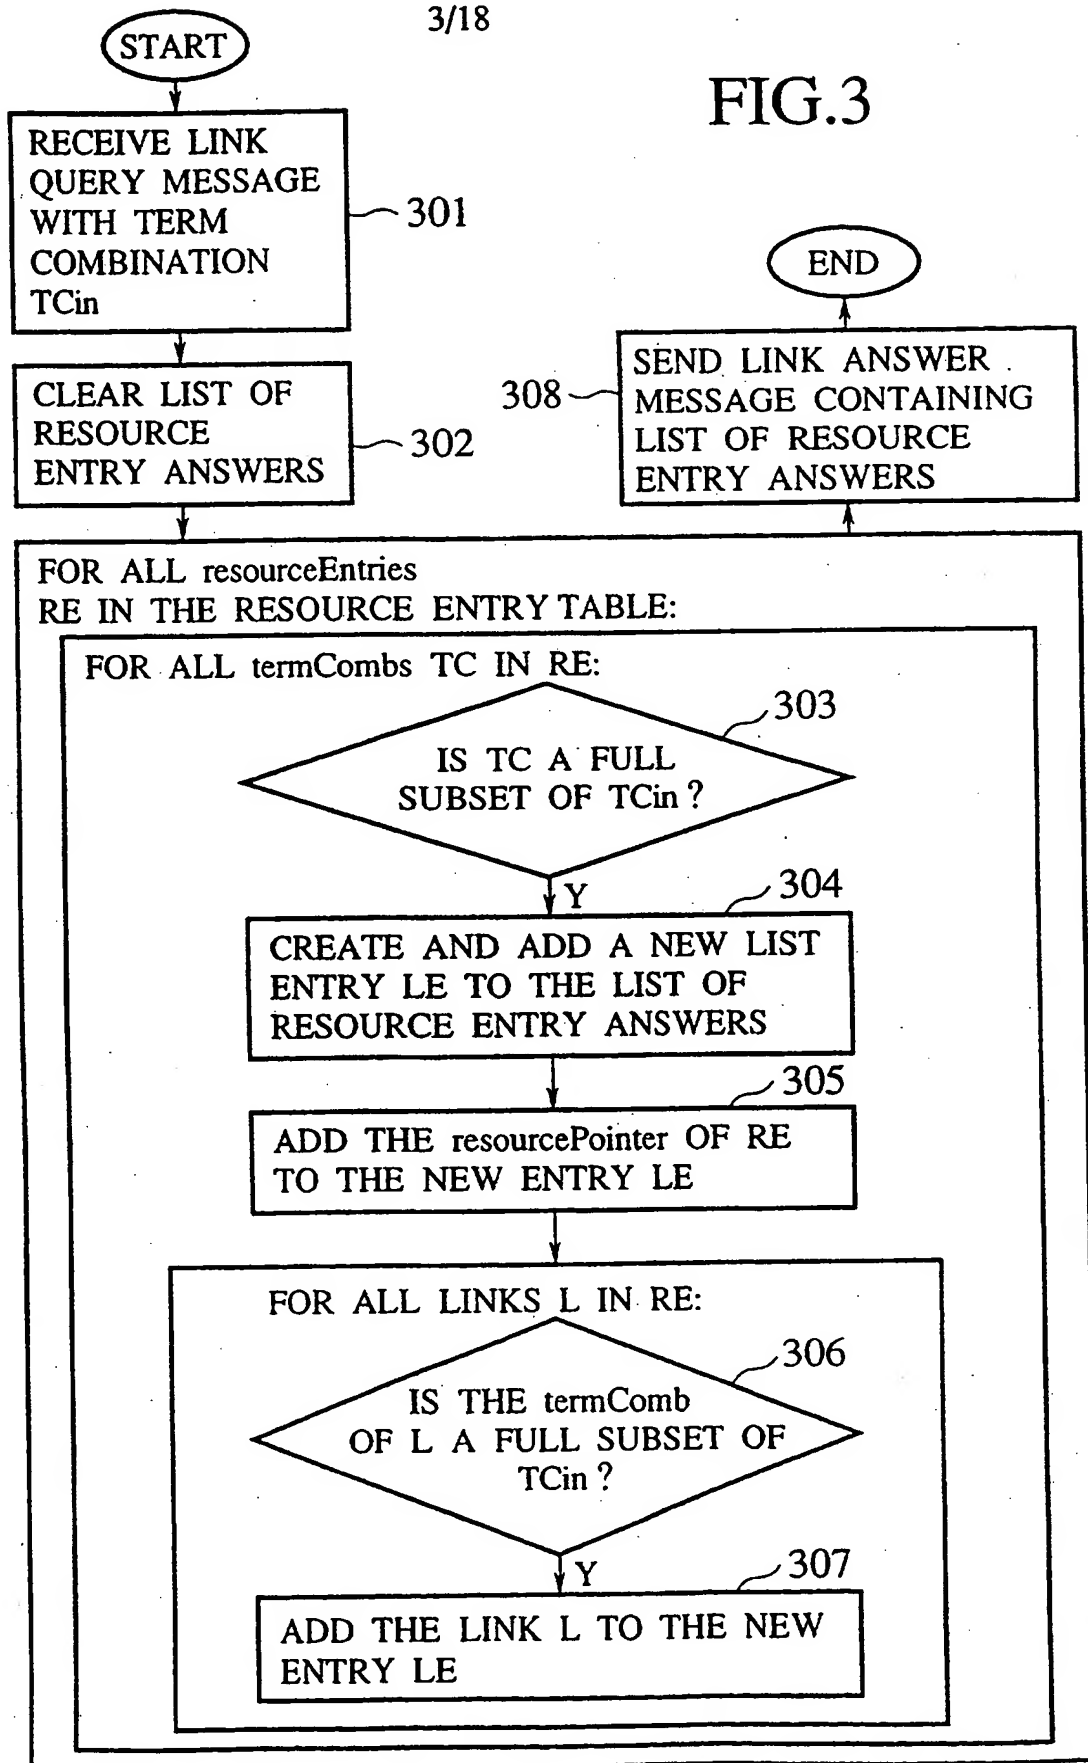 3/18
START
FIG.3
RECEIVE LINK
QUERY MESSAGE
WITH TERM
COMBINATION
TCin
301
CLEAR LIST OF
RESOURCE
ENTRY ANSWERS
302
END
SEND LINK ANSWER
MESSAGE CONTAINING
LIST OF RESOURCE
ENTRY ANSWERS
308
FOR ALL resourceEntries
RE IN THE RESOURCE ENTRY TABLE:
FOR ALL termCombs TC IN RE:
303
IS TC A FULL
SUBSET OF TCin?
Y
304
CREATE AND ADD A NEW LIST
ENTRY LE TO THE LIST OF
RESOURCE ENTRY ANSWERS
305
ADD THE resourcePointer OF RE
TO THE NEW ENTRY LE
FOR ALL LINKS L IN RE:
306
IS THE termComb
OF L A FULL SUBSET OF
TCin?
Y
307
ADD THE LINK L TO THE NEW
ENTRY LE